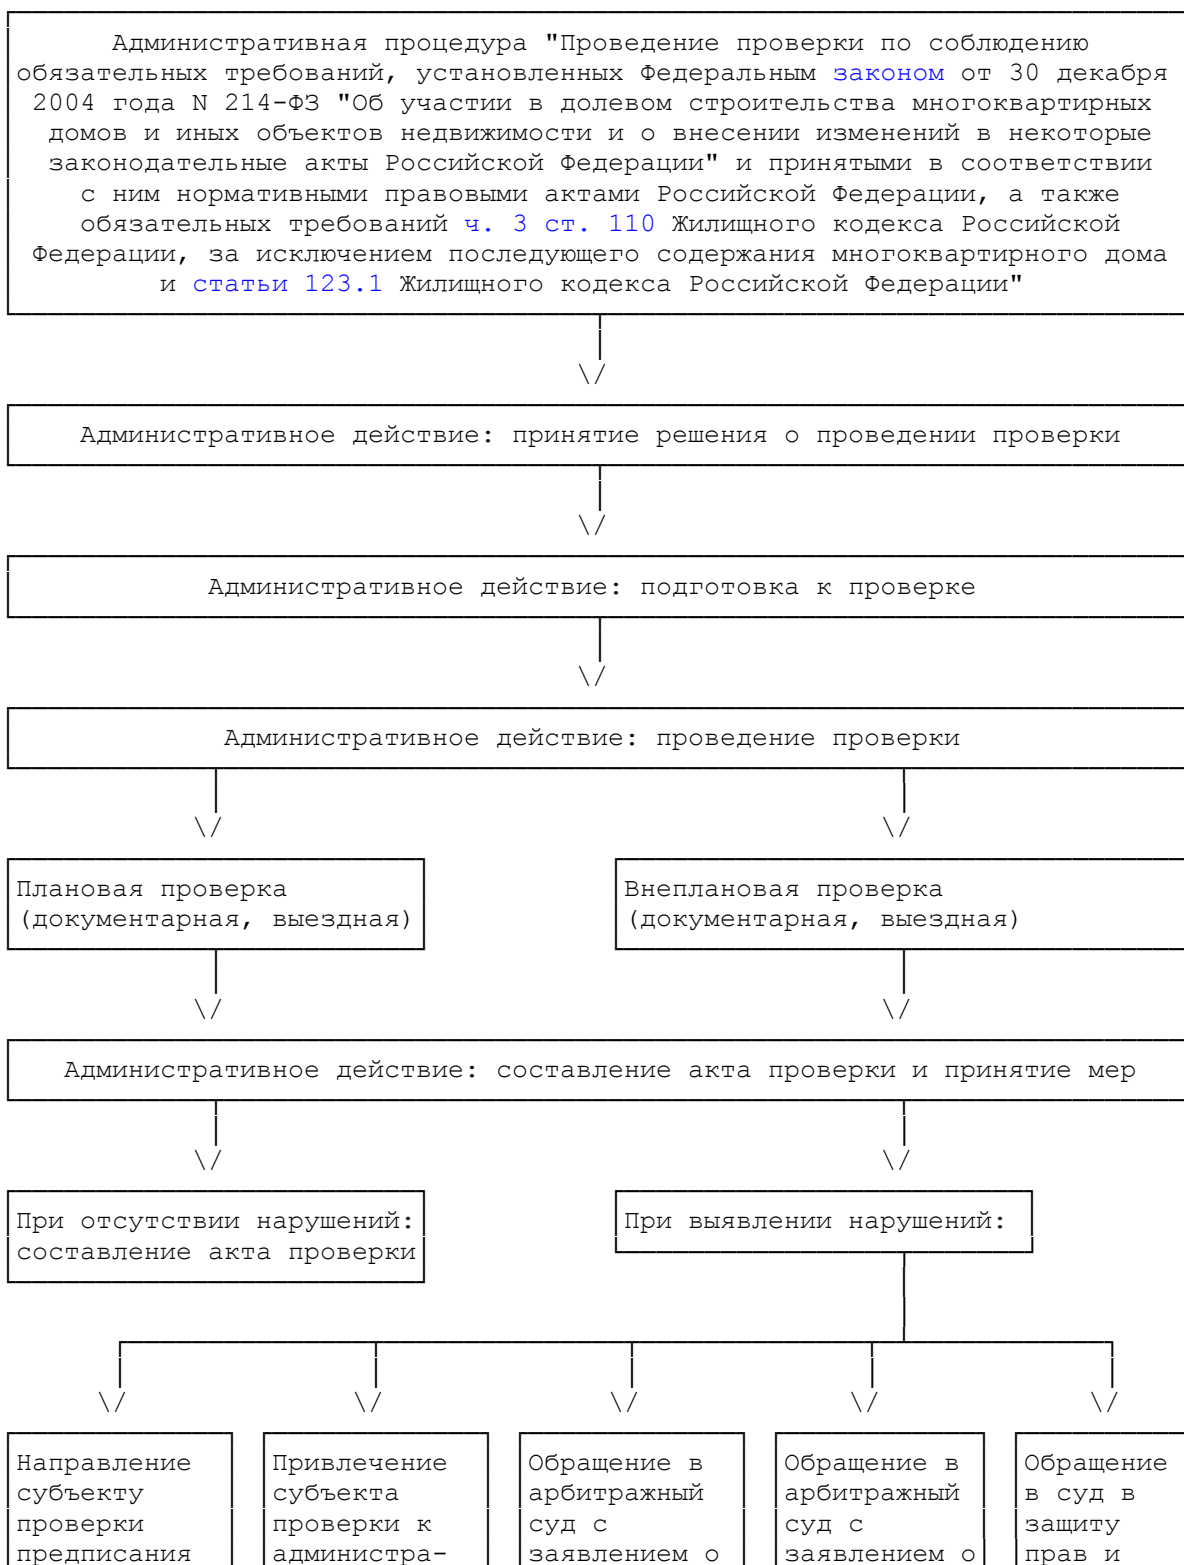 Административная процедура "Проведение проверки по соблюдению
обязательных требований, установленных Федеральным законом от 30 декабря
2004 года N 214-ФЗ "Об участии в долевом строительства многоквартирных
домов и иных объектов недвижимости и о внесении изменений в некоторые
законодательные акты Российской Федерации" и принятыми в соответствии
с ним нормативными правовыми актами Российской Федерации, а также
обязательных требований ч. 3 ст. 110 Жилищного кодекса Российской
Федерации, за исключением последующего содержания многоквартирного дома
и статьи 123.1 Жилищного кодекса Российской Федерации"
Административное действие: принятие решения о проведении проверки
Административное действие: подготовка к проверке
Административное действие: проведение проверки
Плановая проверка
(документарная, выездная)
Внеплановая проверка
(документарная, выездная)
Административное действие: составление акта проверки и принятие мер
При отсутствии нарушений:
составление акта проверки
При выявлении нарушений:
Направление
субъекту
проверки
предписания
Привлечение
субъекта
проверки к
администра-
Обращение в
арбитражный
суд с
заявлением о
Обращение в
арбитражный
суд с
заявлением о
Обращение
в суд в
защиту
прав и